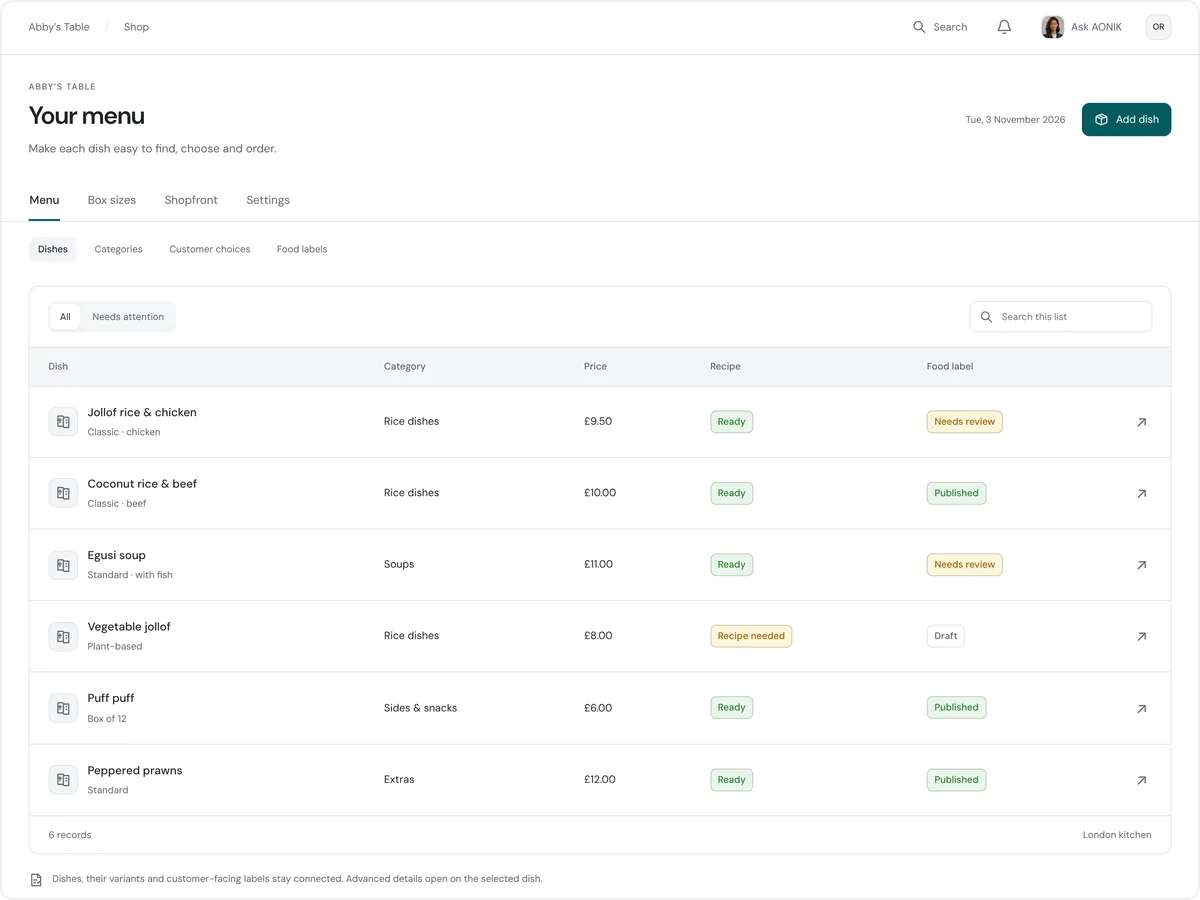 Abby's Table / Shop
Search
Ask AONIK
OR
ABBY'S TABLE
Your menu
Make each dish easy to find, choose and order.
Tue, 3 November 2026
Add dish
Menu Box sizes Shopfront Settings
Dishes Categories Customer choices Food labels
All Needs attention
Search this list
Dish Category Price Recipe Food label
Jollof rice & chicken
Classic · chicken
Rice dishes £9.50 Ready Needs review
Coconut rice & beef
Classic · beef
Rice dishes £10.00 Ready Published
Egusi soup
Standard · with fish
Soups £11.00 Ready Needs review
Vegetable jollof
Plant-based
Rice dishes £8.00 Recipe needed Draft
Puff puff
Box of 12
Sides & snacks £6.00 Ready Published
Peppered prawns
Standard
Extras £12.00 Ready Published
6 records
London kitchen
Dishes, their variants and customer-facing labels stay connected. Advanced details open on the selected dish.